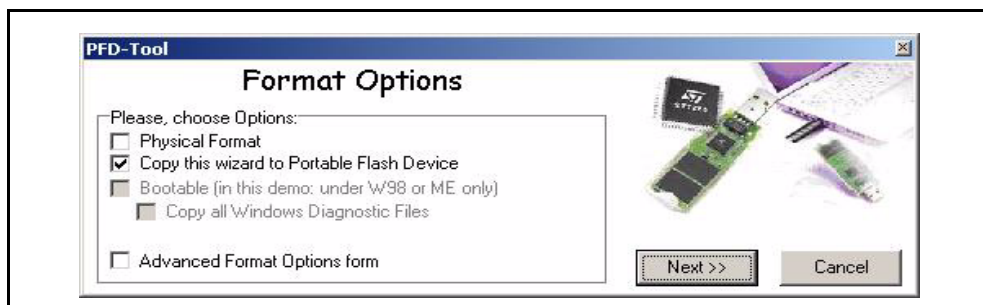 PFD-Tool
Format Options
Please, choose Options:
Physical Format
Copy this wizard to Portable Flash Device
Bootable (in this demo: under W98 or ME only)
Copy all Windows Diagnostic Files
Advanced Format Options form
Next >>
Cancel